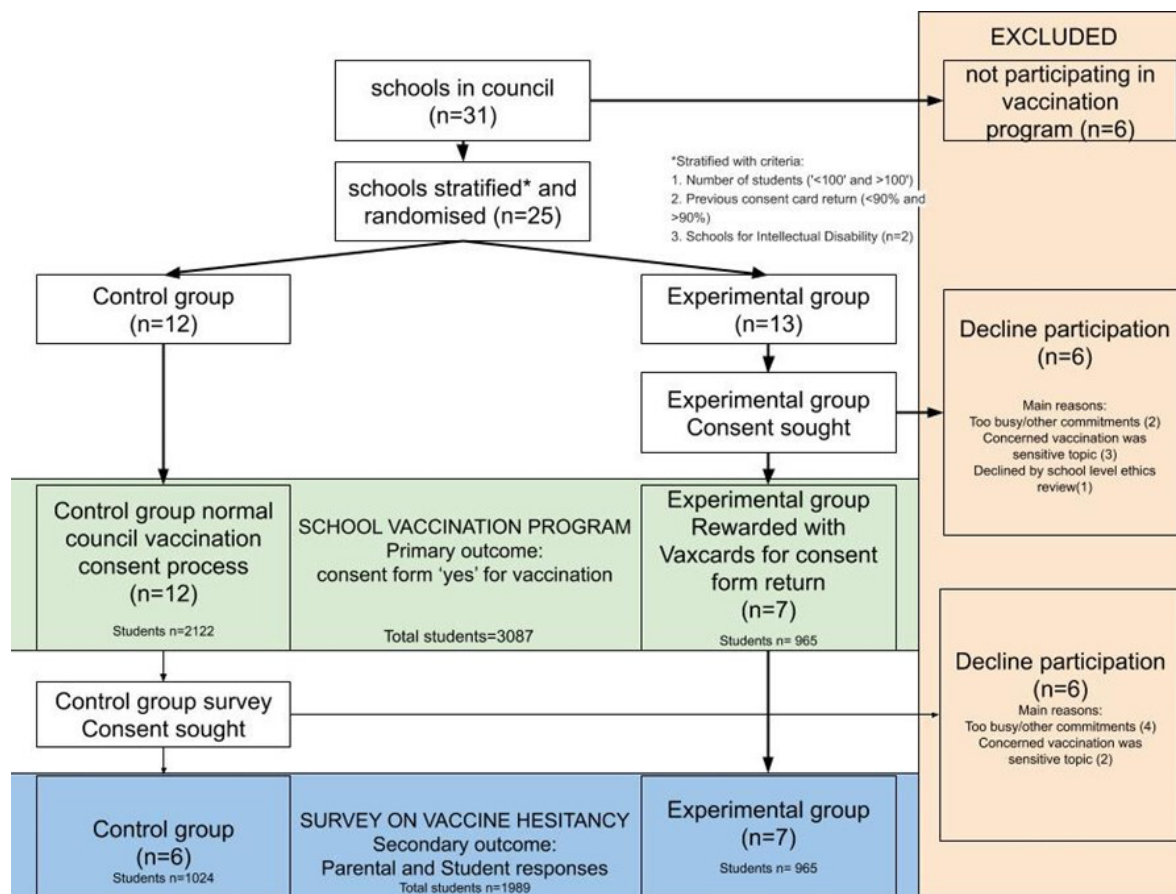 EXCLUDED
schools in council
(n=31)
not participating in
vaccination
program (n=6)
schools stratified* and
randomised (n=25)
*Stratified with criteria:
1. Number of students ('<100' and >100')
2. Previous consent card return (<90% and
>90%)
3. Schools for Intellectual Disability (n=2)
Control group
(n=12)
Experimental group
(n=13)
Experimental group
Consent sought
Decline participation
(n=6)
Main reasons:
Too busy/other commitments (2)
Concerned vaccination was
sensitive topic (3)
Declined by school level ethics
review(1)
Control group normal
council vaccination
consent process
(n=12)
Students n=2122
SCHOOL VACCINATION PROGRAM
Primary outcome:
consent form ‘yes’ for vaccination
Total students=3087
Experimental group
Rewarded with
Vaxcards for consent
form return
(n=7)
Students n= 965
Control group survey
Consent sought
Decline participation
(n=6)
Main reasons:
Too busy/other commitments (4)
Concerned vaccination was
sensitive topic (2)
Control group
(n=6)
Students n=1024
SURVEY ON VACCINE HESITANCY
Secondary outcome:
Parental and Student responses
Total students n=1989
Experimental group
(n=7)
Students n= 965